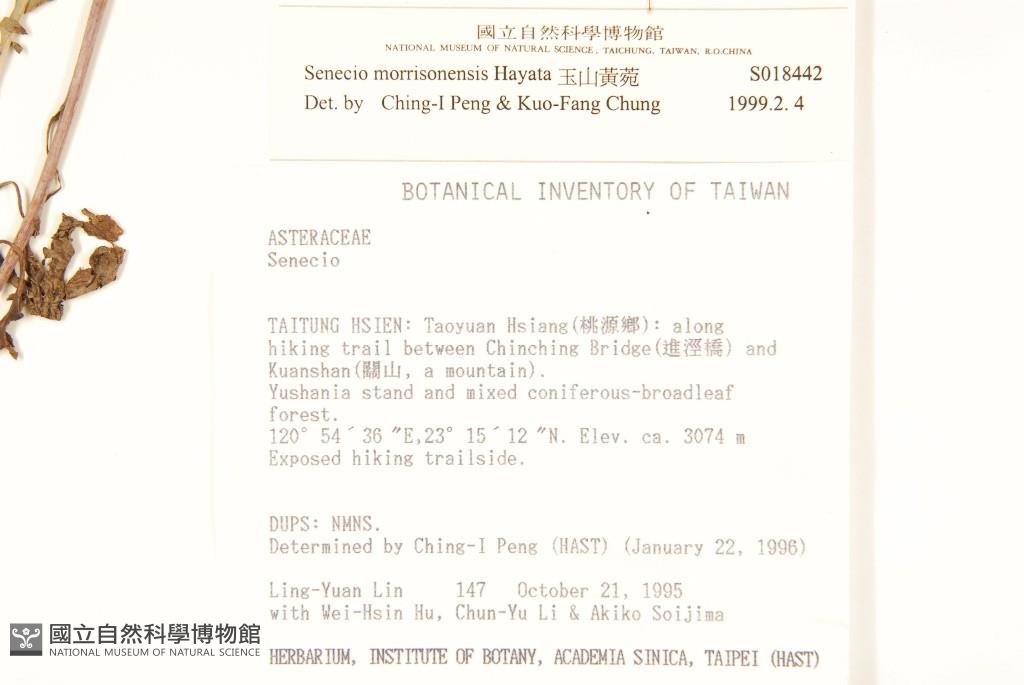 國立自然科學博物館
NATIONAL MUSEUM OF NATURAL SCIENCE, TAICHUNG, TAIWAN, R.O.CHINA
Senecio morrisonensis Hayata 玉山黃菀 S018442
Det. by Ching-I Peng & Kuo-Fang Chung 1999.2. 4
BOTANICAL INVENTORY OF TAIWAN
ASTERACEAE
Senecio
TAITUNG HSIEN: Taoyuan Hsiang(桃源鄉): along
hiking trail between Chinching Bridge(進涇橋) and
Kuanshan(關山, a mountain).
Yushania stand and mixed coniferous-broadleaf
forest.
120° 54´36 ″E,23° 15´12 ″N. Elev. ca. 3074 m
Exposed hiking trailside.
DUPS: NMNS.
Determined by Ching-I Peng (HAST) (January 22, 1996)
Ling-Yuan Lin 147 October 21, 1995
with Wei-Hsin Hu, Chun-Yu Li & Akiko Soijima
HERBARIUM, INSTITUTE OF BOTANY, ACADEMIA SINICA, TAIPEI (HAST)
國立自然科學博物館
NATIONAL MUSEUM OF NATURAL SCIENCE